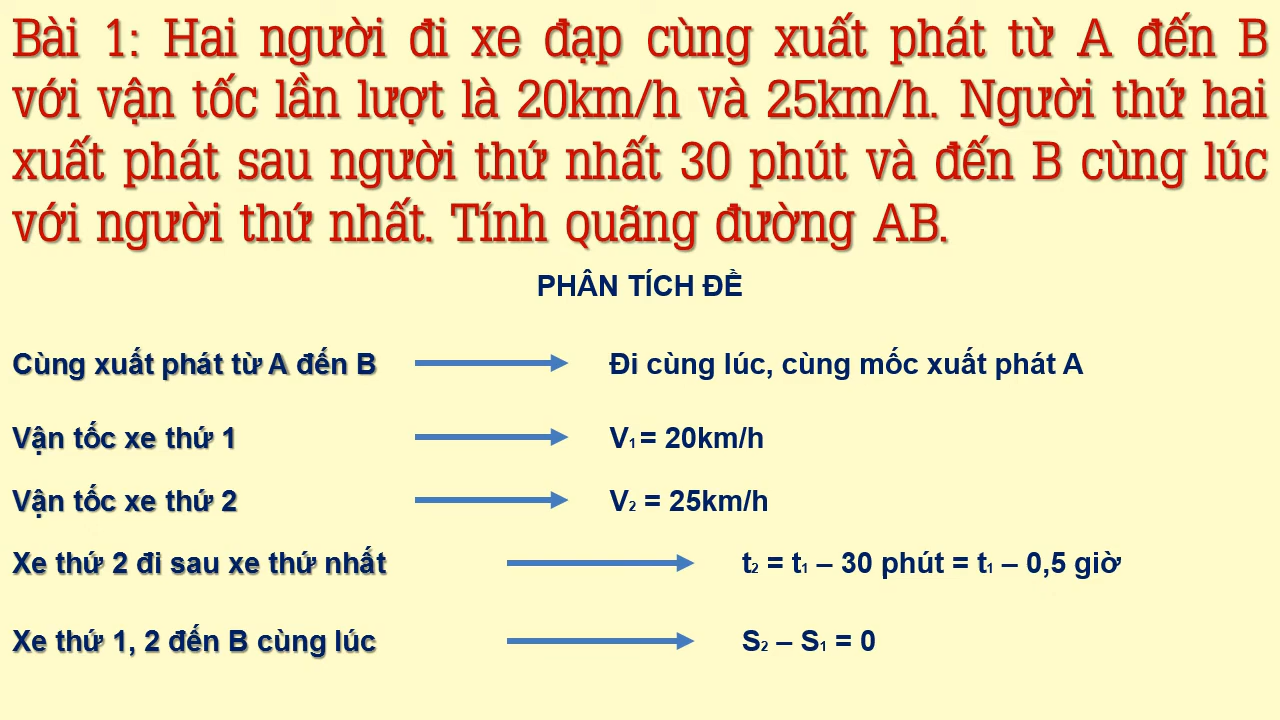 Bài 1: Hai người đi xe đạp cùng xuất phát từ A đến B
với vận tốc lần lượt là 20km/h và 25km/h. Người thứ hai
xuất phát sau người thứ nhất 30 phút và đến B cùng lúc
với người thứ nhất. Tính quãng đường AB.
PHÂN TÍCH ĐỀ
Cùng xuất phát từ A đến B Đi cùng lúc, cùng mốc xuất phát A
Vận tốc xe thứ 1 V₁ = 20km/h
Vận tốc xe thứ 2 V₂ = 25km/h
Xe thứ 2 đi sau xe thứ nhất t₂ = t₁ – 30 phút = t₁ – 0,5 giờ
Xe thứ 1, 2 đến B cùng lúc S₂ – S₁ = 0